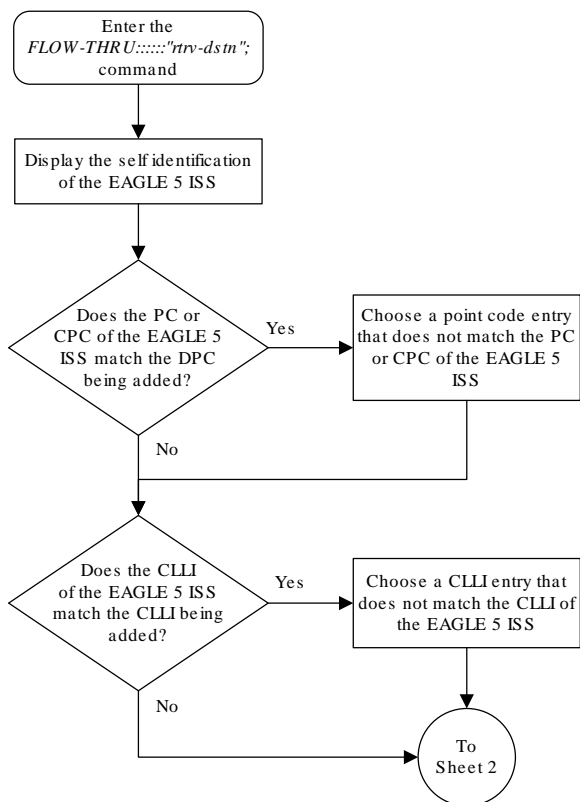 Enter the
FLOW-THRU::::::"rtrv-dstn";
command
Display the self identification
of the EAGLE 5 ISS
Does the PC or
CPC of the EAGLE 5
ISS match the DPC
being added?
Yes
Choose a point code entry
that does not match the PC
or CPC of the EAGLE 5
ISS
No
Does the CLLI
of the EAGLE 5 ISS
match the CLLI being
added?
Yes
Choose a CLLI entry that
does not match the CLLI of
the EAGLE 5 ISS
No
To
Sheet 2